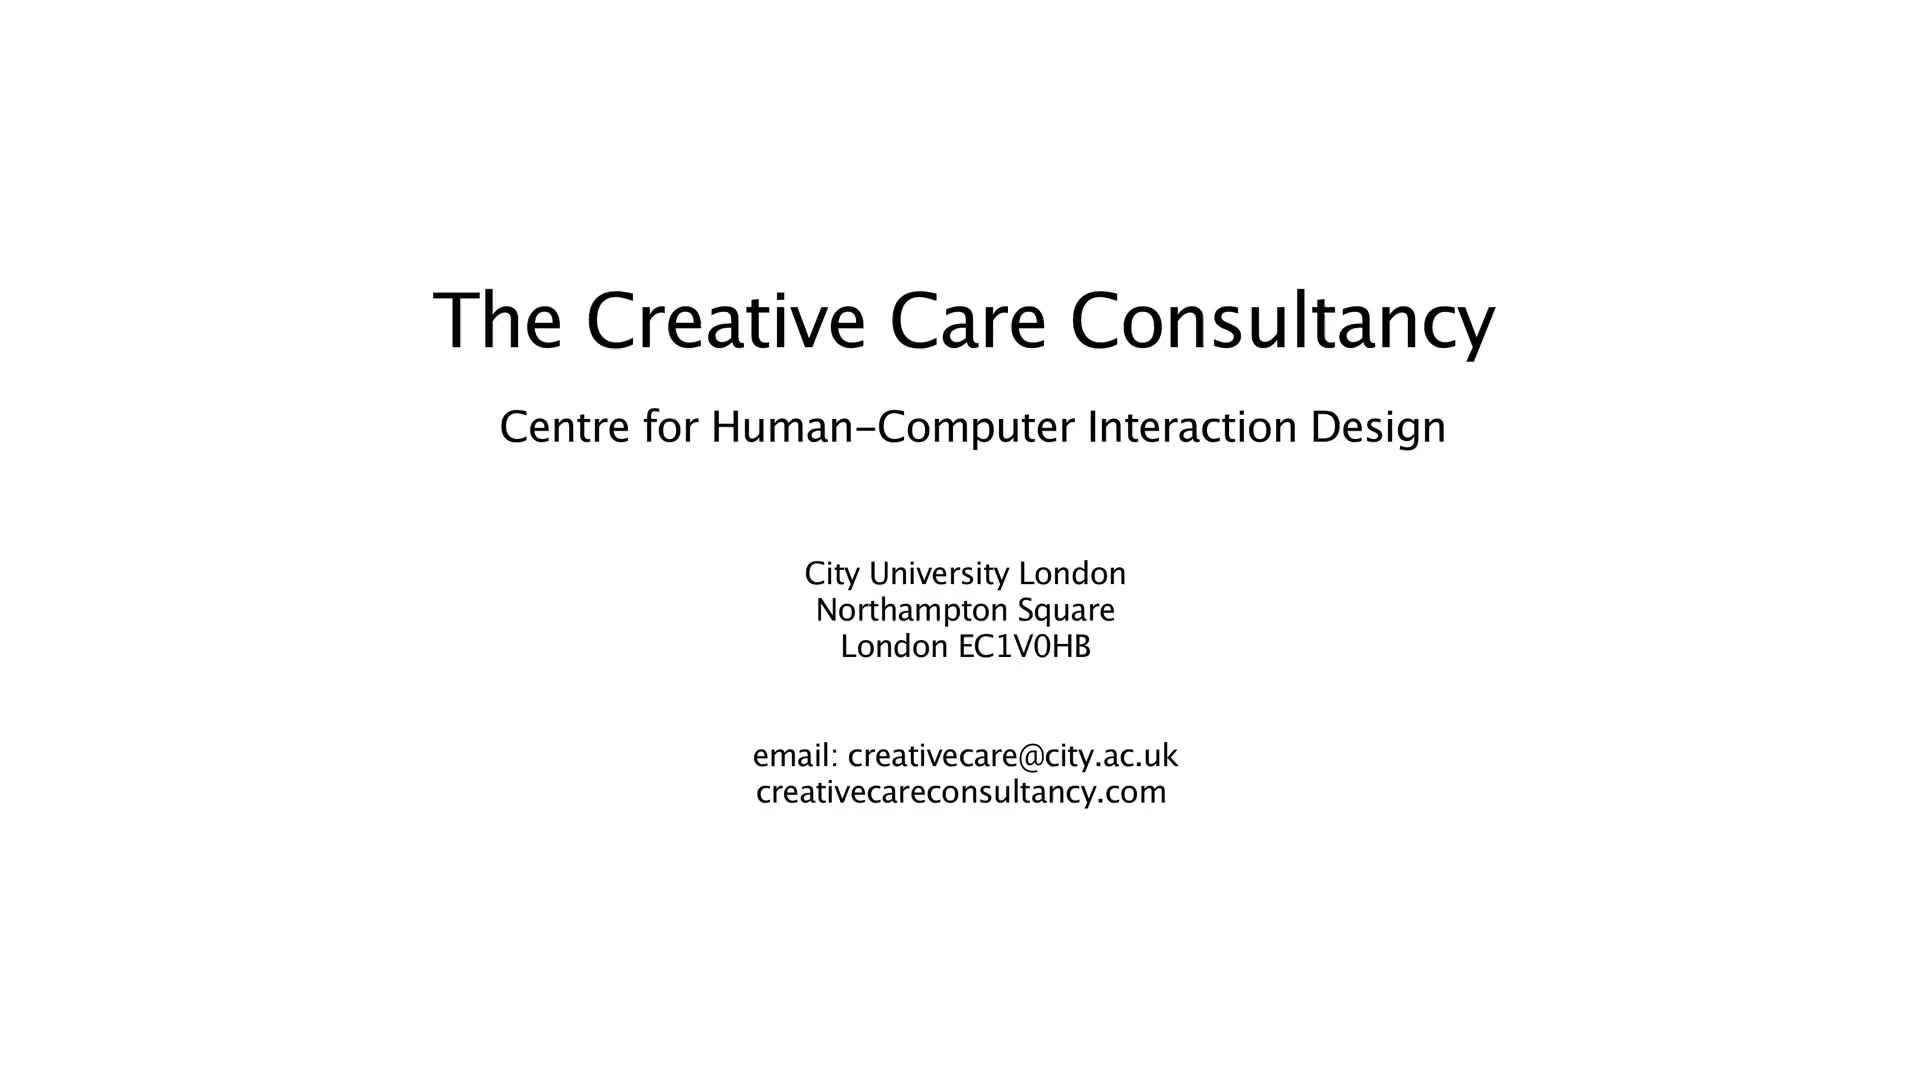 The Creative Care Consultancy
Centre for Human-Computer Interaction Design
City University London
Northampton Square
London EC1V0HB
email: creativecare@city.ac.uk
creativecareconsultancy.com